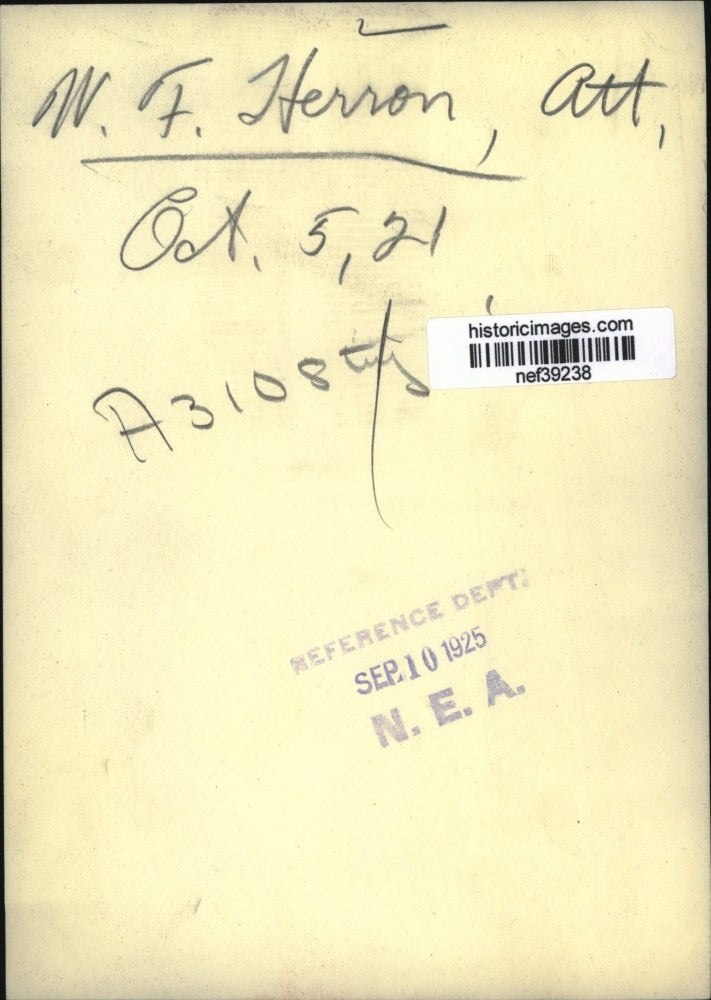 W. F. Herron, Att,
Oct. 5, 21
historicimages.com
nef39238
A3108
REFERENCE DEPT.
SEP 10 1925
N. E. A.